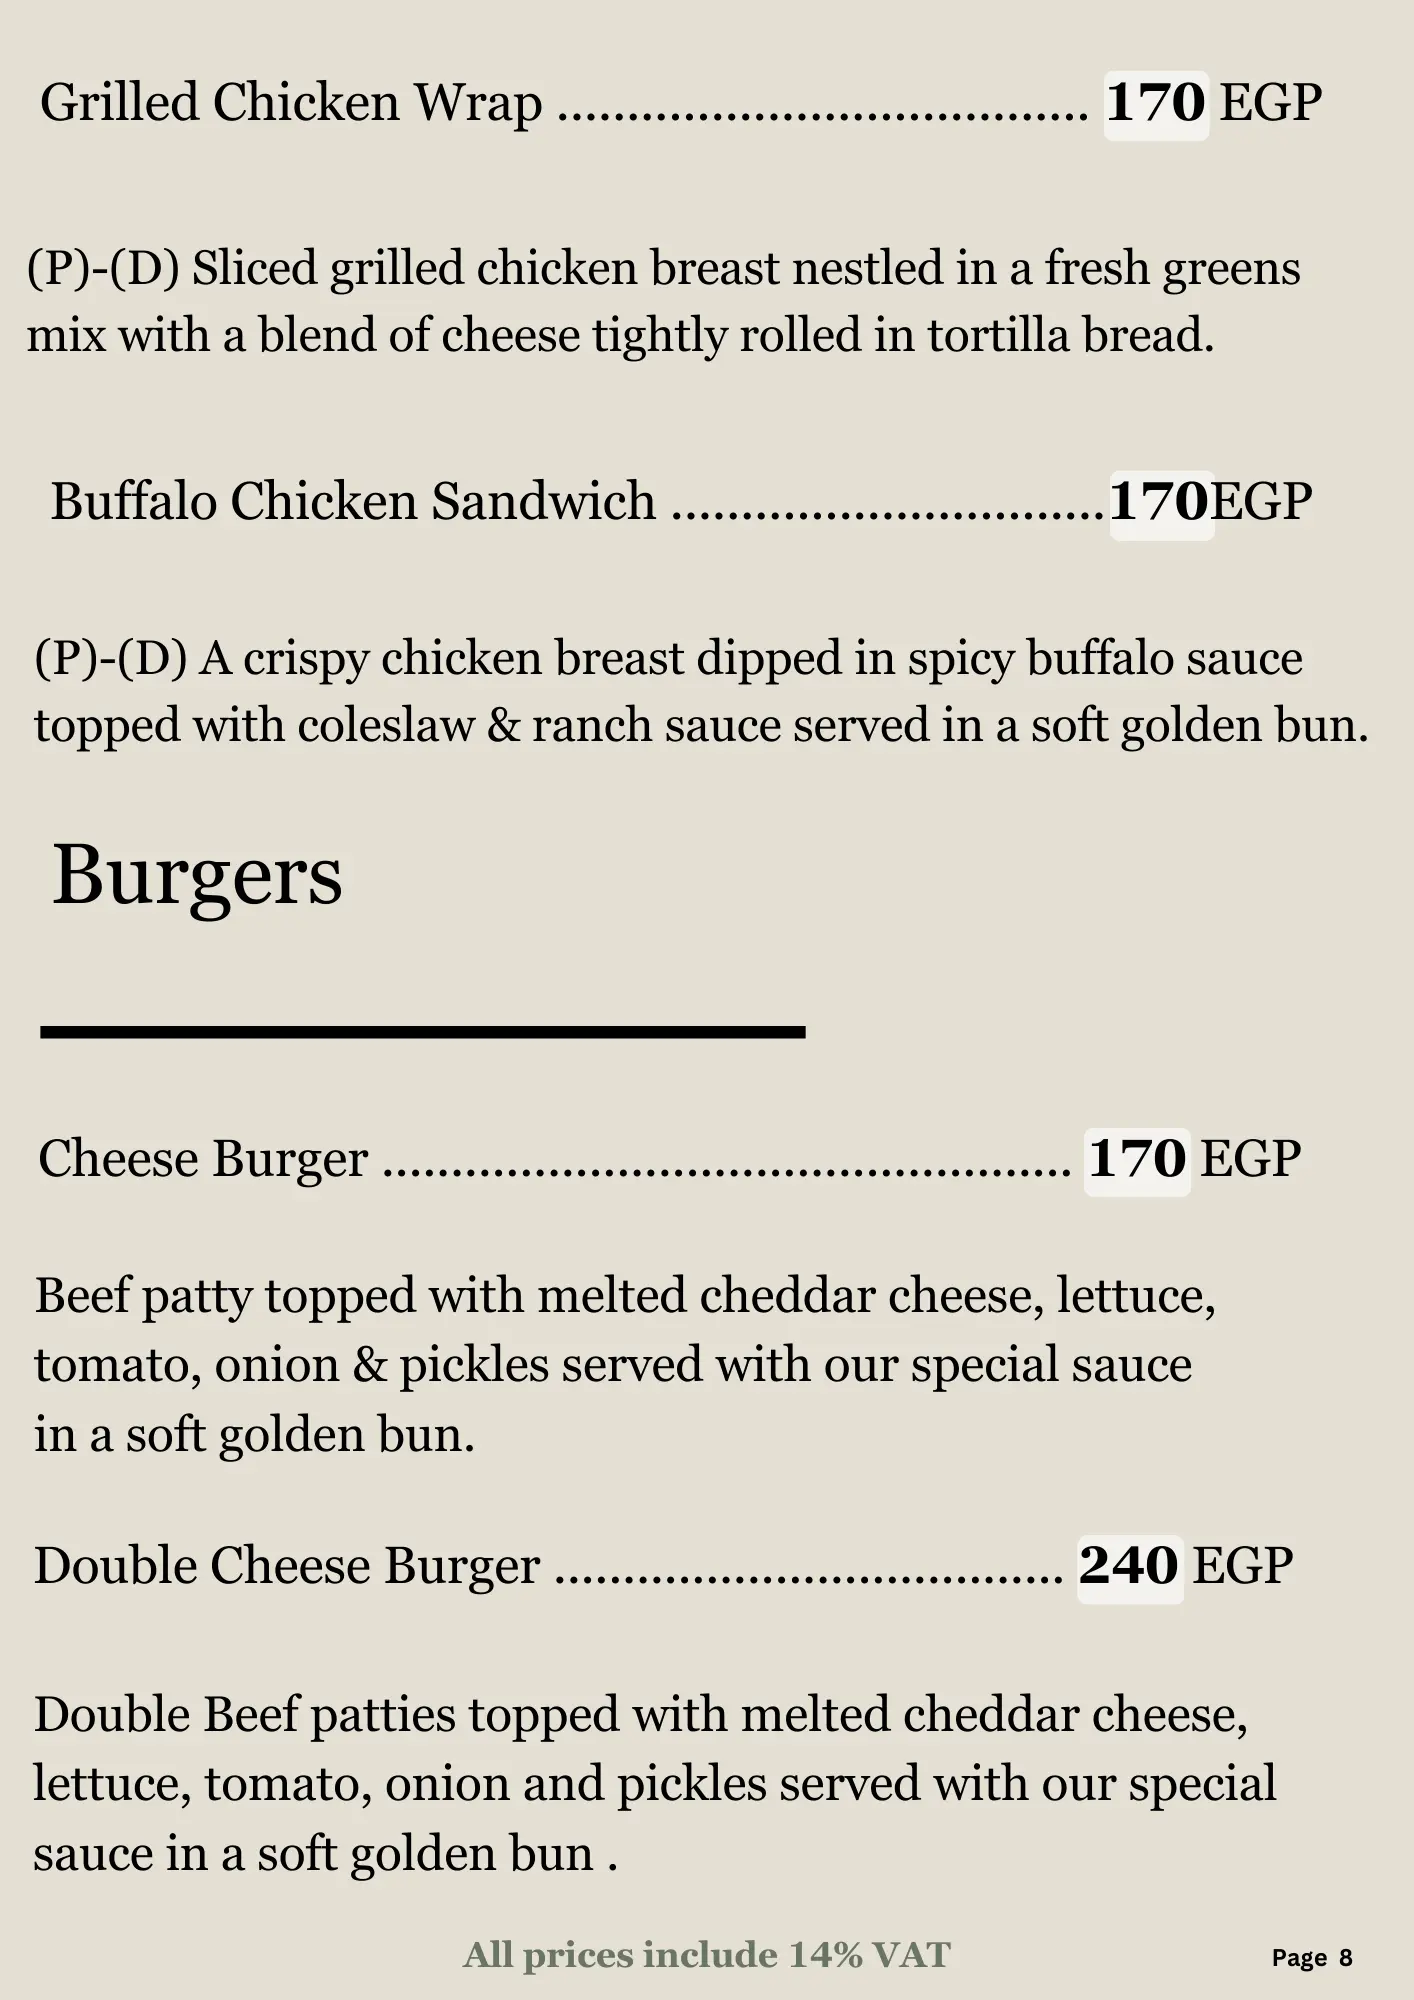 Grilled Chicken Wrap ...................................... 170 EGP
(P)-(D) Sliced grilled chicken breast nestled in a fresh greens
mix with a blend of cheese tightly rolled in tortilla bread.
Buffalo Chicken Sandwich ...............................170EGP
(P)-(D) A crispy chicken breast dipped in spicy buffalo sauce
topped with coleslaw & ranch sauce served in a soft golden bun.
Burgers
Cheese Burger .................................................. 170 EGP
Beef patty topped with melted cheddar cheese, lettuce,
tomato, onion & pickles served with our special sauce
in a soft golden bun.
Double Cheese Burger ..................................... 240 EGP
Double Beef patties topped with melted cheddar cheese,
lettuce, tomato, onion and pickles served with our special
sauce in a soft golden bun .
All prices include 14% VAT
Page 8